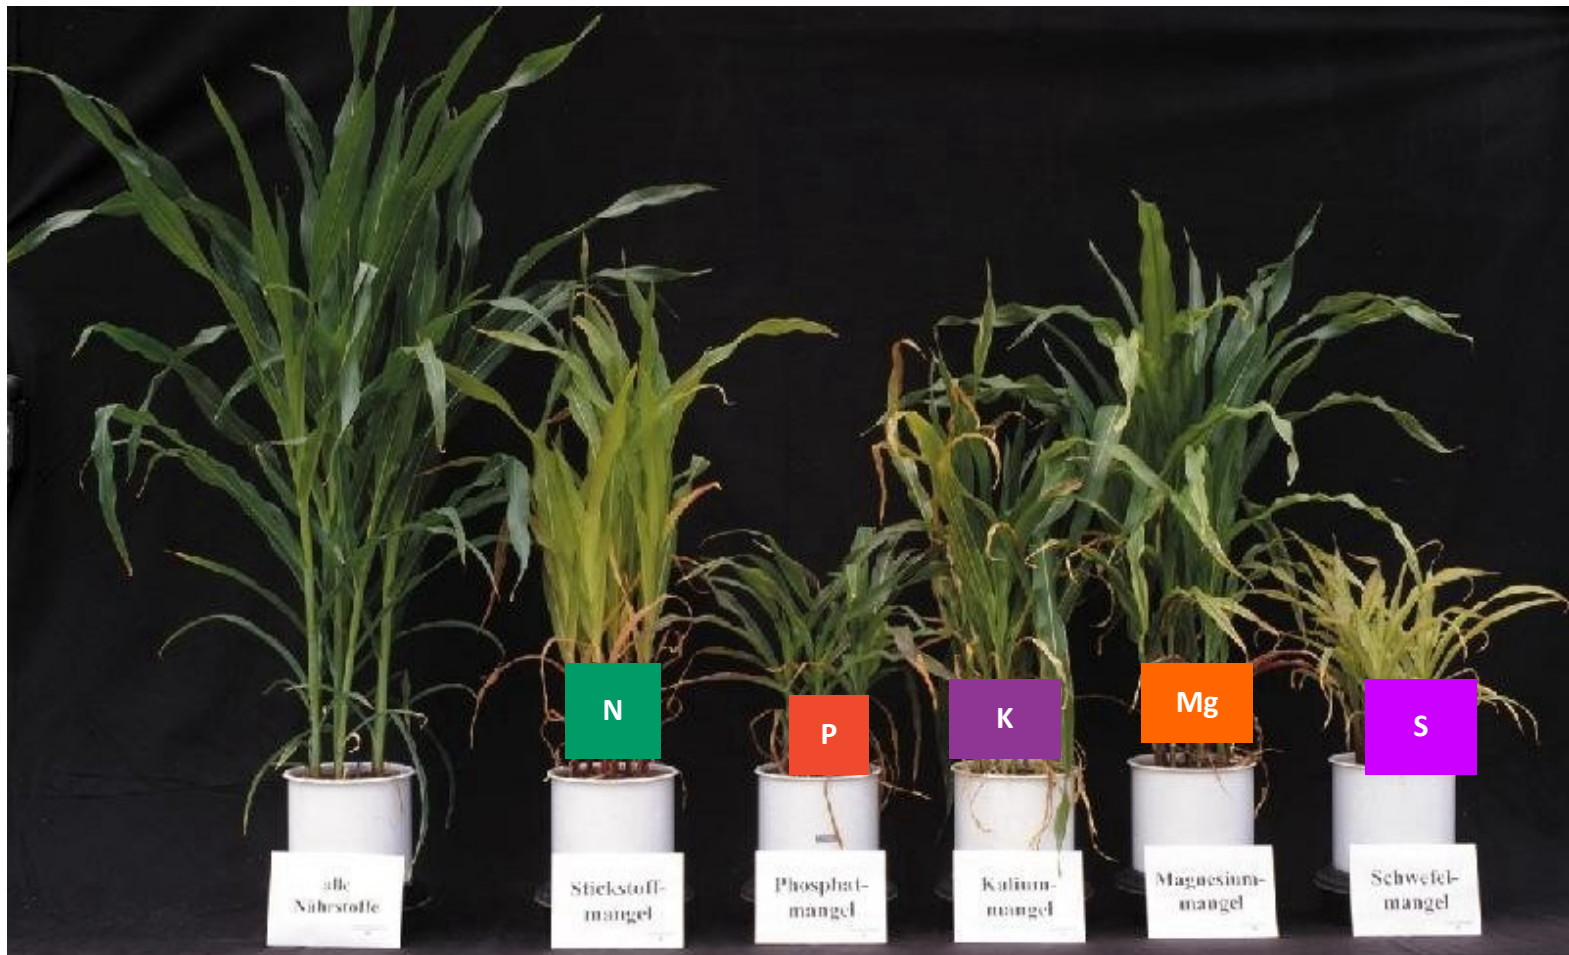 N
P
K
Mg
S
alle
Nährstoffe
Stickstoff-
mangel
Phosphat-
mangel
Kalium-
mangel
Magnesium-
mangel
Schwefel-
mangel